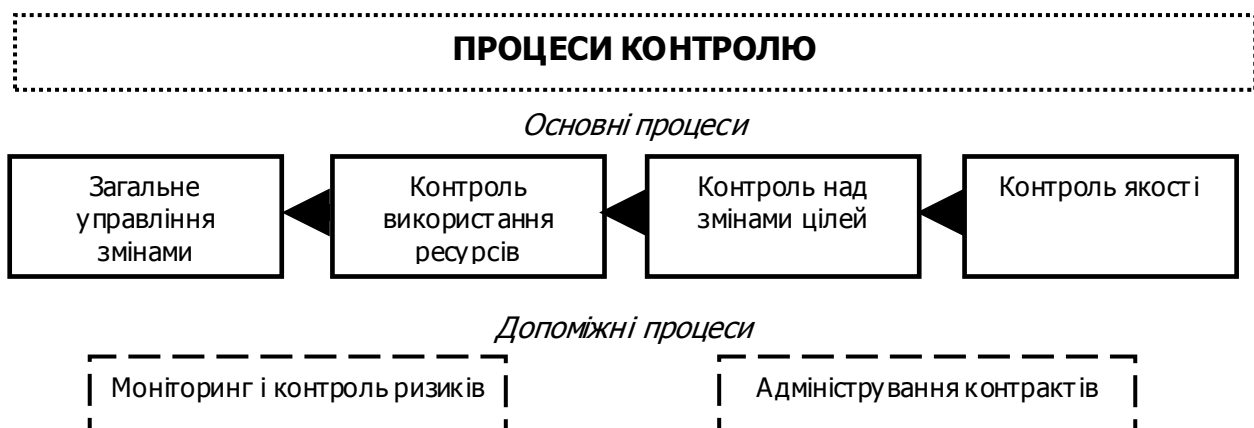 ПРОЦЕСИ КОНТРОЛЮ
Основні процеси
Загальне
управління
змінами
Контроль
використання
ресурсів
Контроль над
змінами цілей
Контроль якості
Допоміжні процеси
Моніторинг і контроль ризиків
Адміністрування контрактів